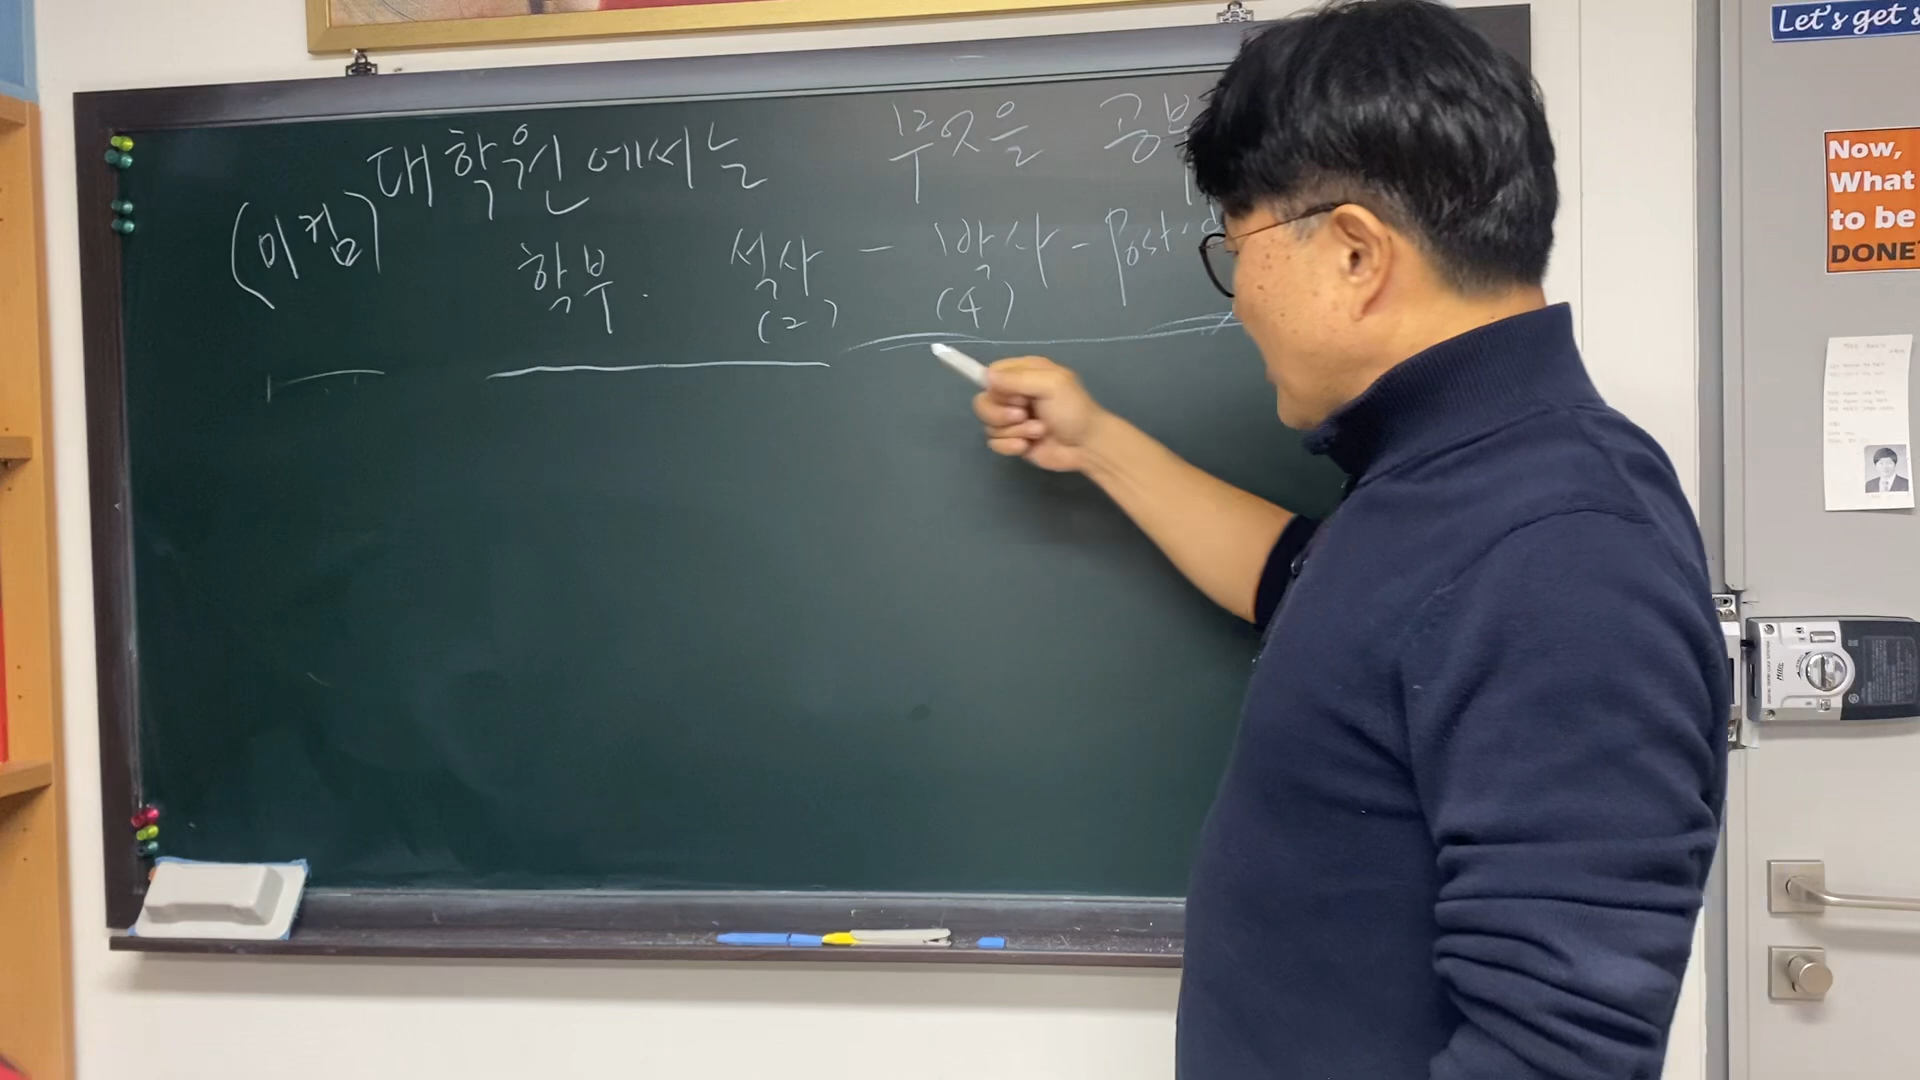 대학원에서는 무엇을 공부
(이컴)
학부. 석사 - 박사 - Post-d
(2) (4)
Let's get s
Now,
What
to be
DONE?